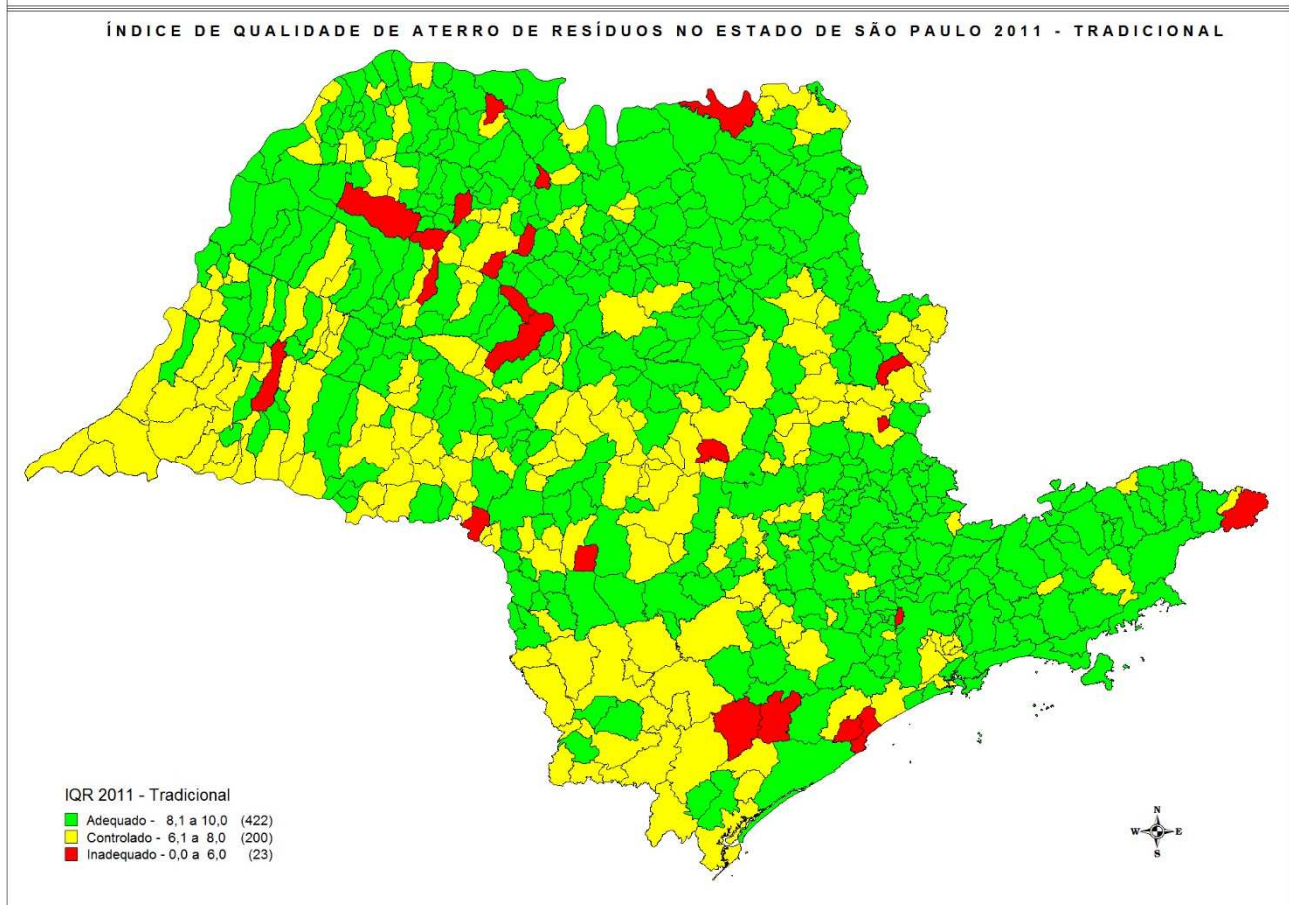 ÍNDICE DE QUALIDADE DE ATERRO DE RESÍDUOS NO ESTADO DE SÃO PAULO 2011 - TRADICIONAL
IQR 2011 - Tradicional
Adequado - 8,1 a 10,0 (422)
Controlado - 6,1 a 8,0 (200)
Inadequado - 0,0 a 6,0 (23)
N
W E
S